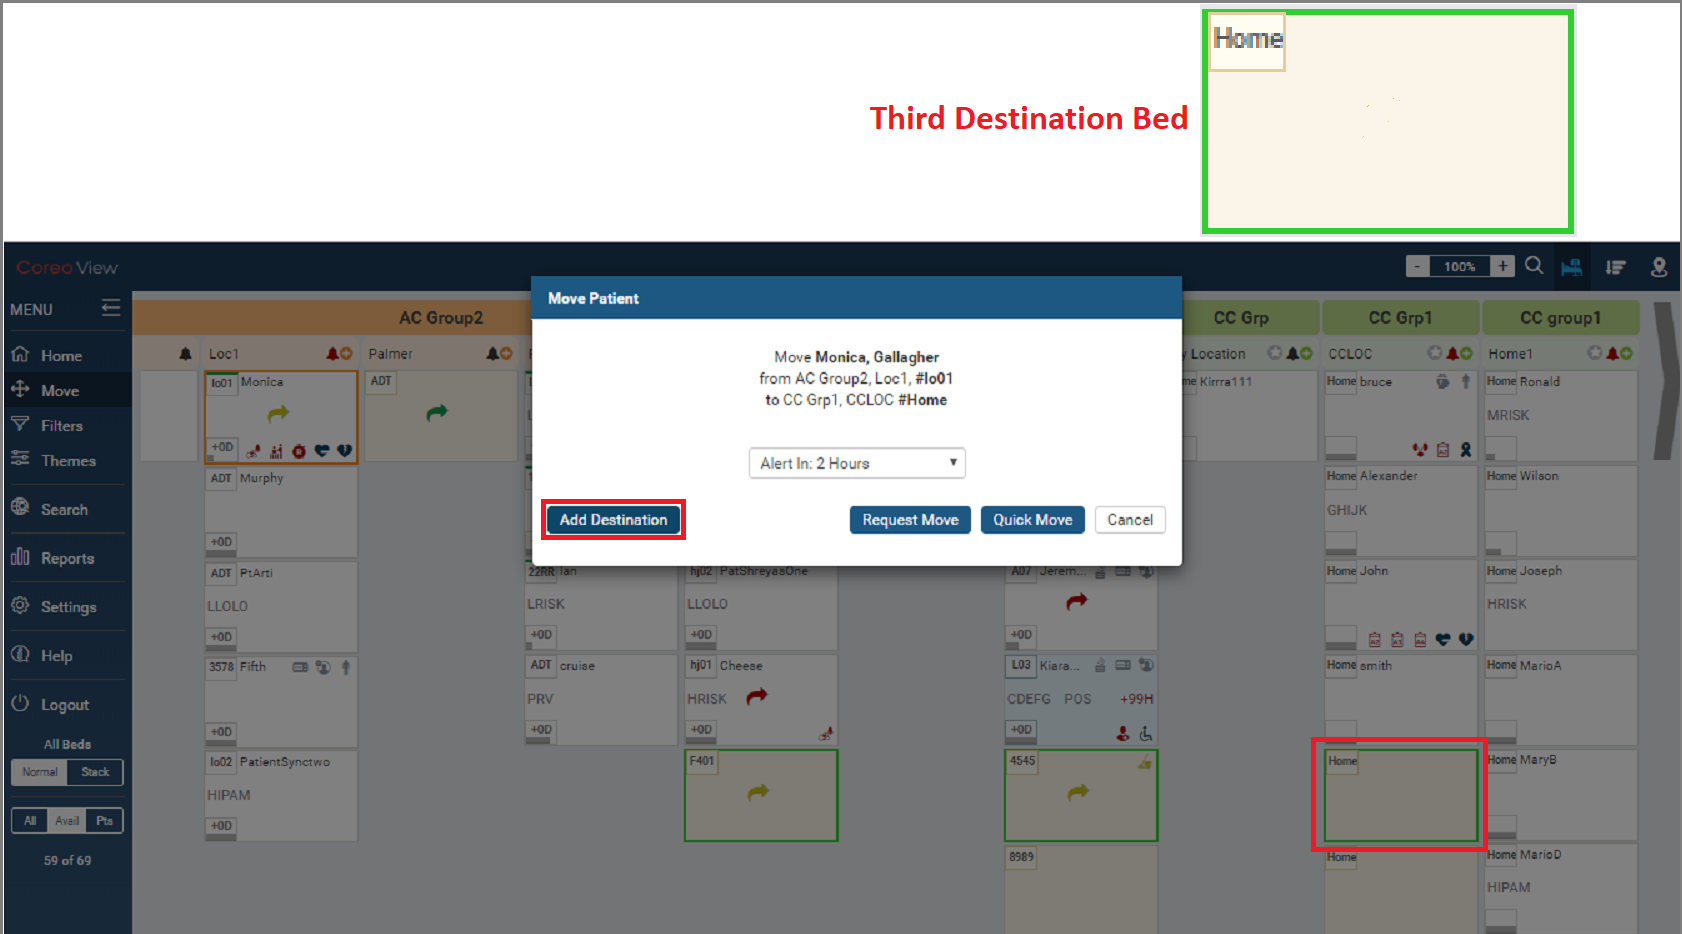 Home
Third Destination Bed
Coreo View
- 100% +
MENU
Home
Move
Filters
Themes
Search
Reports
Settings
Help
Logout
All Beds
Normal Stack
All Avail Pts
59 of 69
AC Group2
CC Grp
CC Grp1
CC group1
Loc1
Palmer
y Location
CCLOC
Home1
lo01 Monica
+0D
ADT Murphy
+0D
ADT PtArti
LLOLO
+0D
3578 Fifth
+0D
lo02 PatientSynctwo
HIPAM
+0D
ADT
Move Patient
Move Monica, Gallagher
from AC Group2, Loc1, #lo01
to CC Grp1, CCLOC #Home
Alert In: 2 Hours
Add Destination
Request Move
Quick Move
Cancel
22RR Ian
LRISK
+0D
ADT cruise
PRV
+0D
hj02 PatShreyasOne
LLOLO
+0D
hj01 Cheese
HRISK
+0D
F401
A07 Jerem...
+0D
L03 Kiara...
CDEFG POS +99H
+0D
4545
8989
me Kirrra111
Home bruce
Home Alexander
GHIJK
Home John
Home smith
Home
Home
Home Ronald
MRISK
Home Wilson
Home Joseph
HRISK
Home MarioA
Home MaryB
Home MarioD
HIPAM